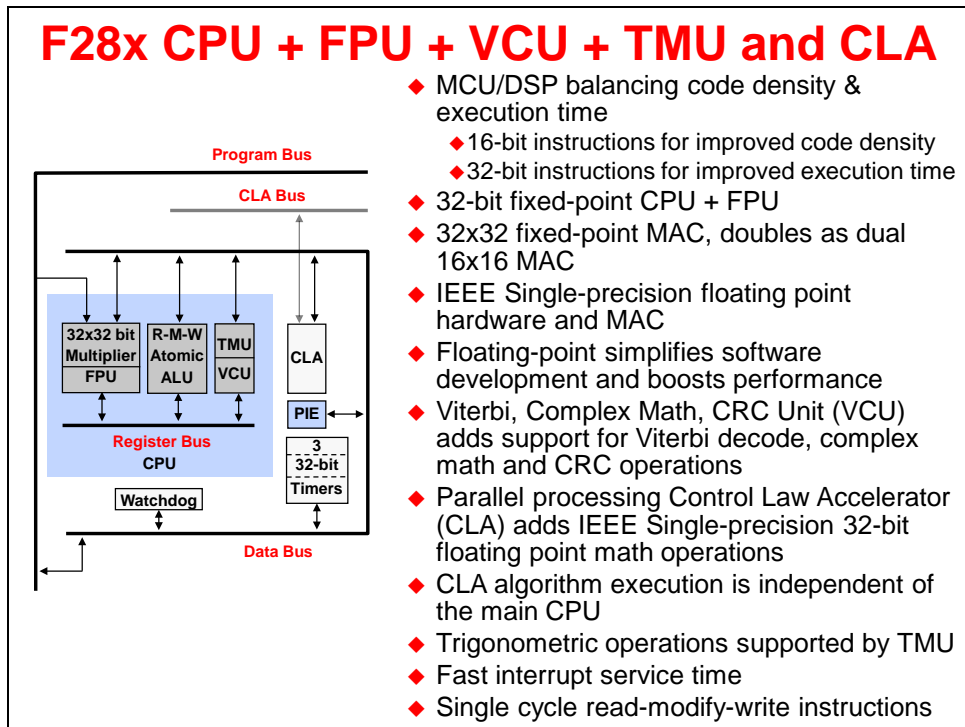 F28x CPU + FPU + VCU + TMU and CLA
Program Bus
CLA Bus
32x32 bit
Multiplier
FPU
R-M-W
Atomic
ALU
TMU
VCU
CLA
PIE
Register Bus
CPU
3
32-bit
Timers
Watchdog
Data Bus
◆ MCU/DSP balancing code density &
execution time
◆16-bit instructions for improved code density
◆32-bit instructions for improved execution time
◆ 32-bit fixed-point CPU + FPU
◆ 32x32 fixed-point MAC, doubles as dual
16x16 MAC
◆ IEEE Single-precision floating point
hardware and MAC
◆ Floating-point simplifies software
development and boosts performance
◆ Viterbi, Complex Math, CRC Unit (VCU)
adds support for Viterbi decode, complex
math and CRC operations
◆ Parallel processing Control Law Accelerator
(CLA) adds IEEE Single-precision 32-bit
floating point math operations
◆ CLA algorithm execution is independent of
the main CPU
◆ Trigonometric operations supported by TMU
◆ Fast interrupt service time
◆ Single cycle read-modify-write instructions